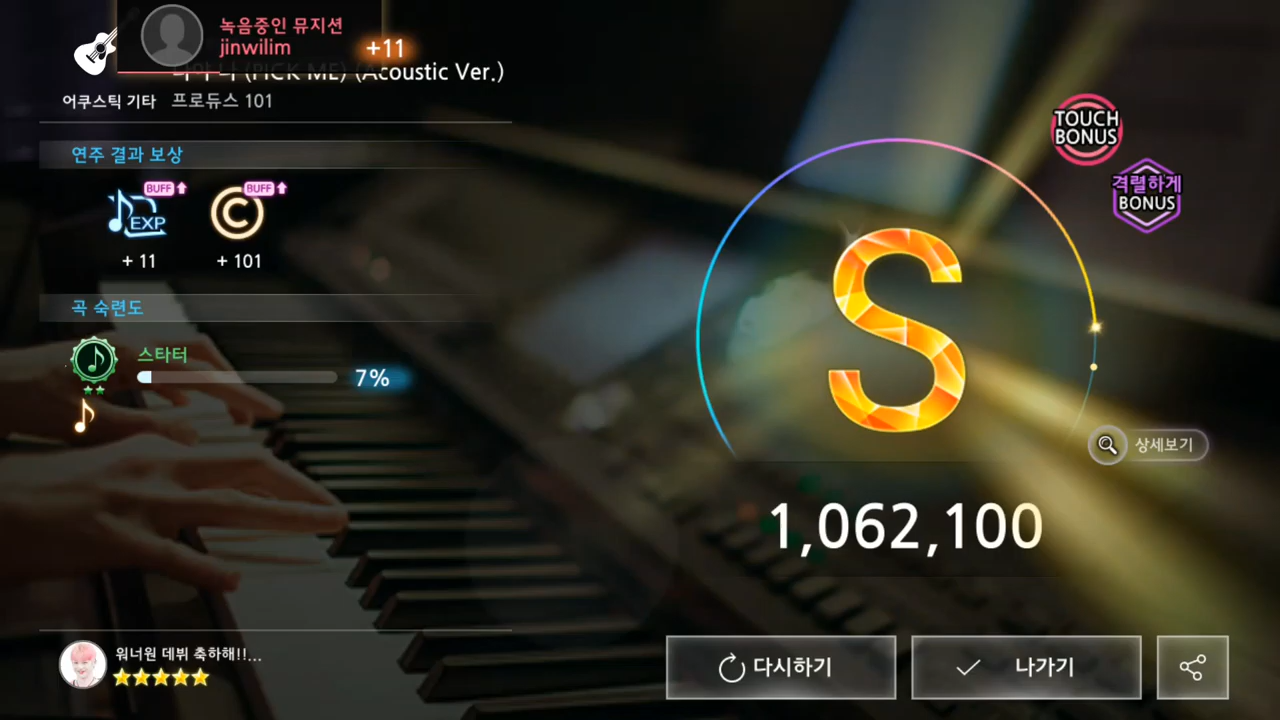 녹음중인 뮤지션
jinwilim
+11
(PICK ME) (Acoustic Ver.)
어쿠스틱 기타 프로듀스 101
연주 결과 보상
BUFF
BUFF
EXP
C
+ 11
+ 101
곡 숙련도
스타터
7%
워너원 데뷔 축하해!!...
TOUCH
BONUS
격렬하게
BONUS
S
상세보기
1,062,100
다시하기
나가기